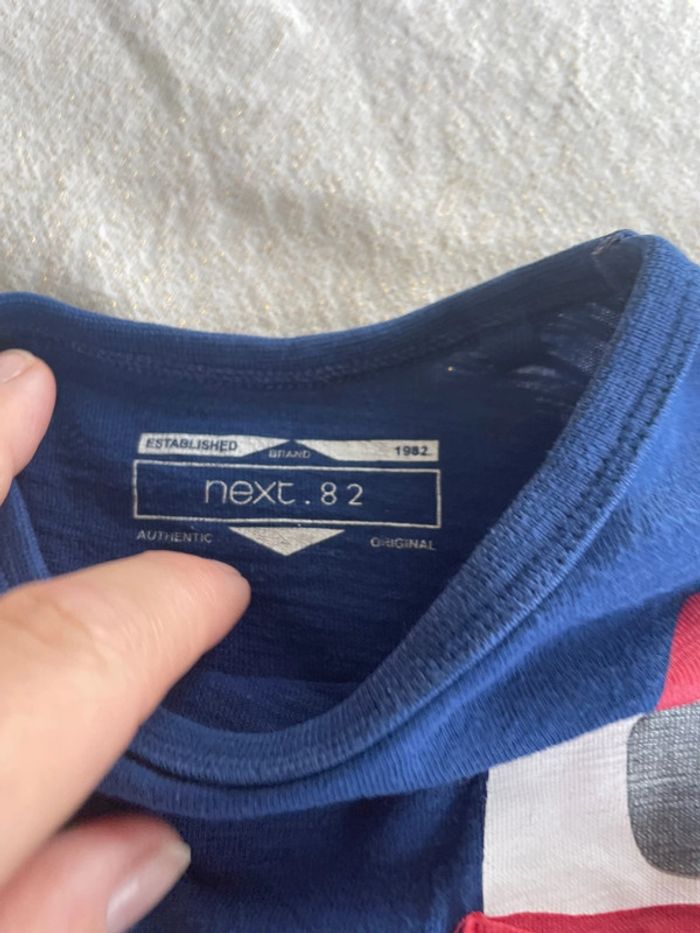 ESTABLISHED BRAND 1982
next.82
AUTHENTIC ORIGINAL